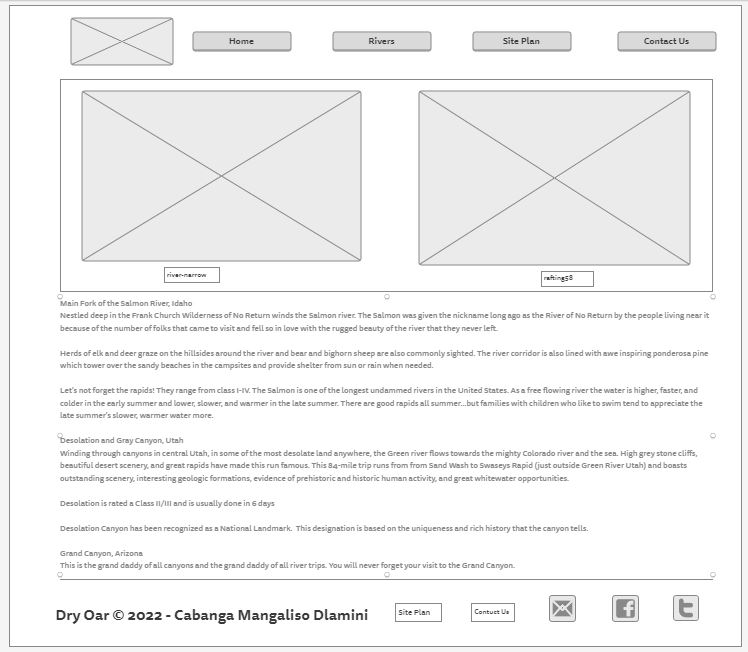 Home Rivers Site Plan Contact Us
river-narrow
rafting58
Main Fork of the Salmon River, Idaho
Nestled deep in the Frank Church Wilderness of No Return winds the Salmon river. The Salmon was given the nickname long ago as the River of No Return by the people living near it
because of the number of folks that came to visit and fell so in love with the rugged beauty of the river that they never left.
Herds of elk and deer graze on the hillsides around the river and bear and bighorn sheep are also commonly sighted. The river corridor is also lined with awe inspiring ponderosa pine
which tower over the sandy beaches in the campsites and provide shelter from sun or rain when needed.
Let's not forget the rapids! They range from class I-IV. The Salmon is one of the longest undammed rivers in the United States. As a free flowing river the water is higher, faster, and
colder in the early summer and lower, slower, and warmer in the late summer. There are good rapids all summer...but families with children who like to swim tend to appreciate the
late summer's slower, warmer water more.
Desolation and Gray Canyon, Utah
Winding through canyons in central Utah, in some of the most desolate land anywhere, the Green river flows towards the mighty Colorado river and the sea. High grey stone cliffs,
beautiful desert scenery, and great rapids have made this run famous. This 84-mile trip runs from from Sand Wash to Swaseys Rapid (just outside Green River Utah) and boasts
outstanding scenery, interesting geologic formations, evidence of prehistoric and historic human activity, and great whitewater opportunities.
Desolation is rated a Class II/III and is usually done in 6 days
Desolation Canyon has been recognized as a National Landmark. This designation is based on the uniqueness and rich history that the canyon tells.
Grand Canyon, Arizona
This is the grand daddy of all canyons and the grand daddy of all river trips. You will never forget your visit to the Grand Canyon.
Dry Oar © 2022 - Cabanga Mangaliso Dlamini Site Plan Contuct Us